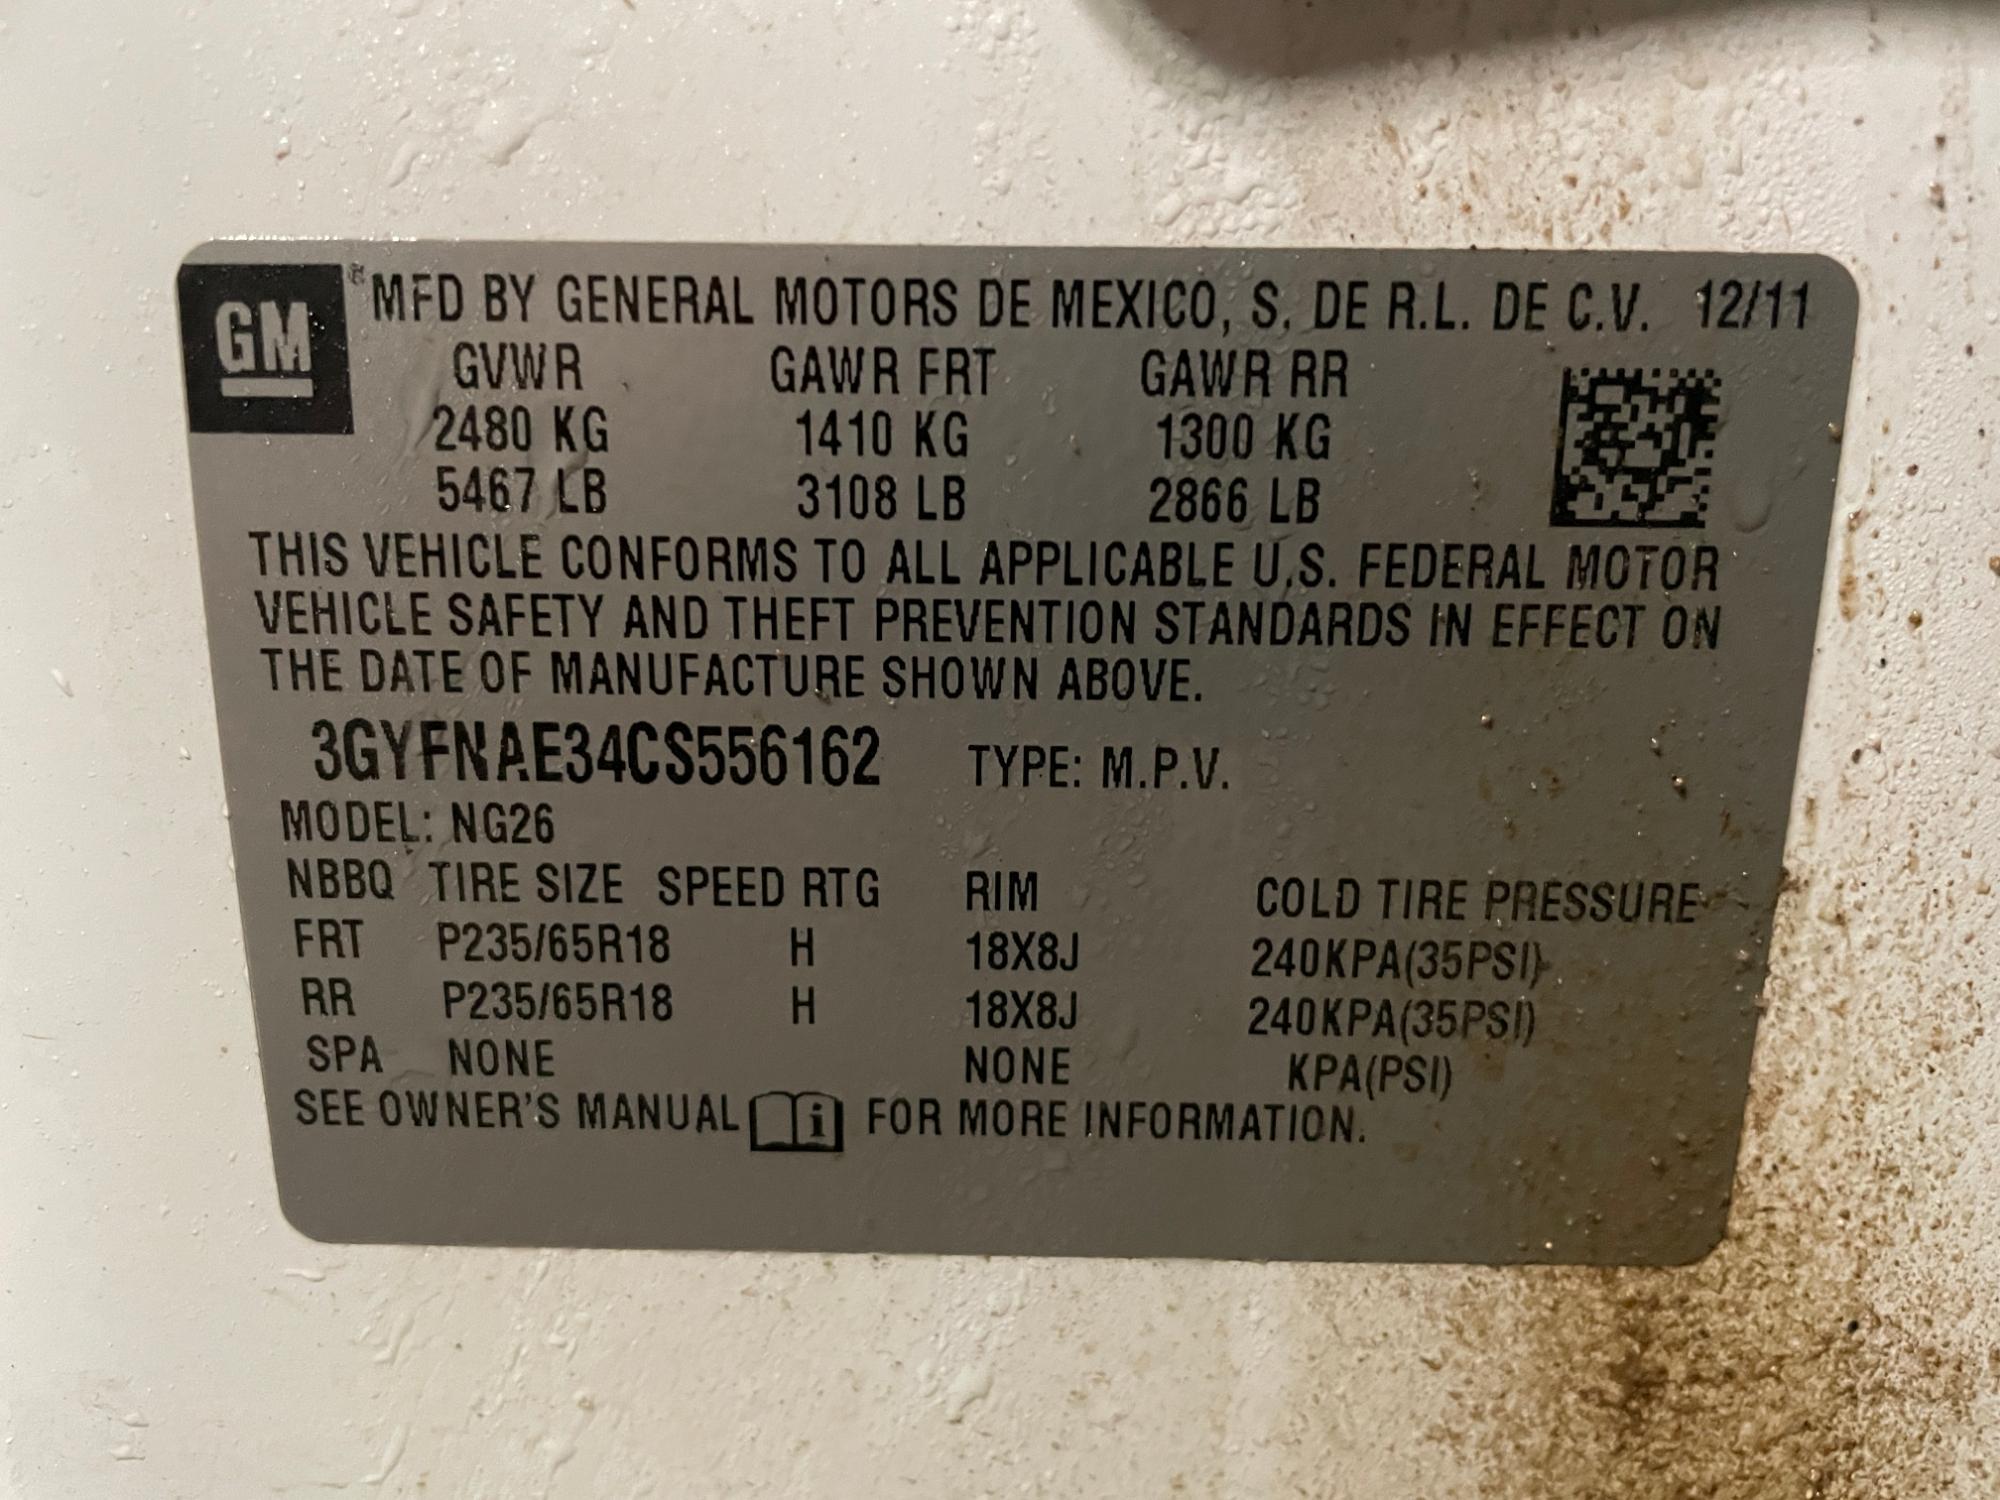 GM
MFD BY GENERAL MOTORS DE MEXICO, S. DE R.L. DE C.V. 12/11
GVWR GAWR FRT GAWR RR
2480 KG 1410 KG 1300 KG
5467 LB 3108 LB 2866 LB
THIS VEHICLE CONFORMS TO ALL APPLICABLE U.S. FEDERAL MOTOR
VEHICLE SAFETY AND THEFT PREVENTION STANDARDS IN EFFECT ON
THE DATE OF MANUFACTURE SHOWN ABOVE.
3GYFNAE34CS556162 TYPE: M.P.V.
MODEL: NG26
NBBQ TIRE SIZE SPEED RTG RIM COLD TIRE PRESSURE
FRT P235/65R18 H 18X8J 240KPA(35PSI)
RR P235/65R18 H 18X8J 240KPA(35PSI)
SPA NONE NONE KPA(PSI)
SEE OWNER'S MANUAL i FOR MORE INFORMATION.